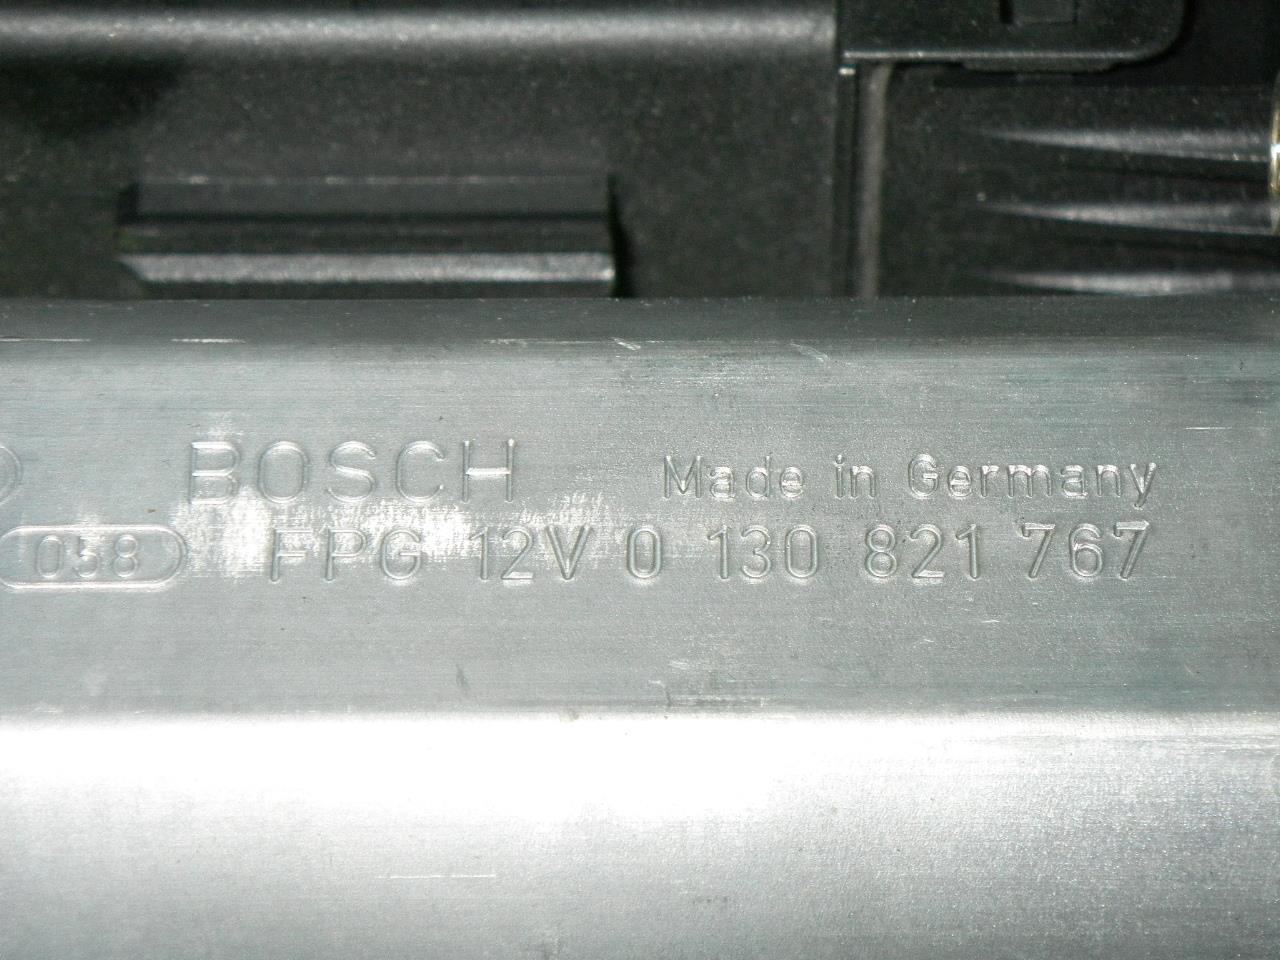 BOSCH Made in Germany
058 FPG 12V 0 130 821 767